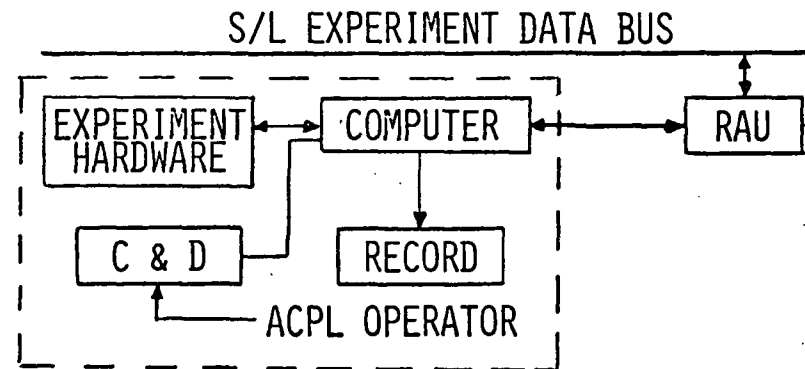 S/L EXPERIMENT DATA BUS
EXPERIMENT
HARDWARE
COMPUTER
RAU
C & D
RECORD
ACPL OPERATOR